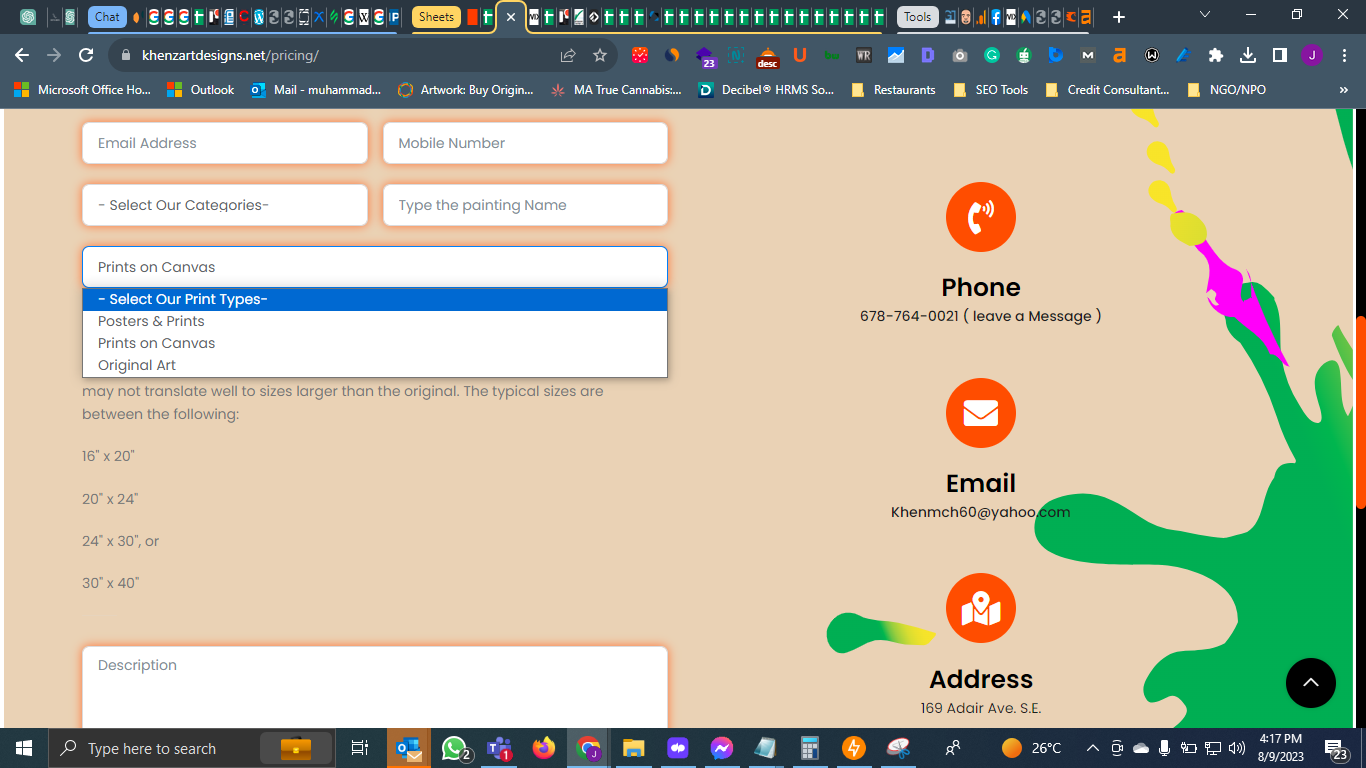 Chat
Sheets
Tools
khenzartdesigns.net/pricing/
23
desc
WR
J
Microsoft Office Ho...
Outlook
Mail - muhammad...
Artwork: Buy Origin...
MA True Cannabis:...
Decibel® HRMS So...
Restaurants
SEO Tools
Credit Consultant...
NGO/NPO
»
Email Address
Mobile Number
- Select Our Categories-
Type the painting Name
Prints on Canvas
- Select Our Print Types-
Posters & Prints
Prints on Canvas
Original Art
may not translate well to sizes larger than the original. The typical sizes are
between the following:
16" x 20"
20" x 24"
24" x 30", or
30" x 40"
Description
Phone
678-764-0021 ( leave a Message )
Email
Khenmch60@yahoo.com
Address
169 Adair Ave. S.E.
Type here to search
2
1
26°C
4:17 PM
8/9/2023
23